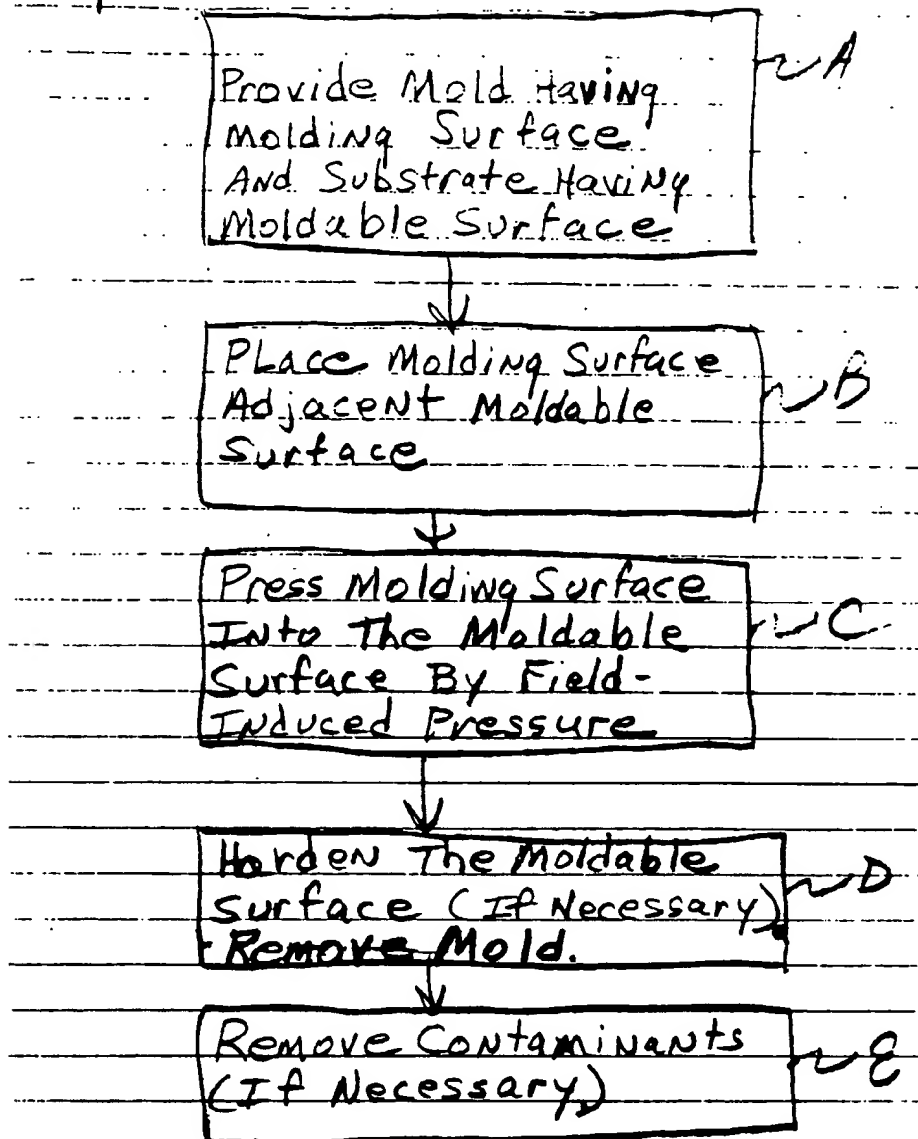 Provide Mold Having
Molding Surface
And Substrate Having
Moldable Surface
A
Place Molding Surface
Adjacent Moldable
Surface
B
Press Molding Surface
Into The Moldable
Surface By Field-
Induced Pressure
C
Harden The Moldable
Surface (If Necessary).
Remove Mold.
D
Remove Contaminants
(If Necessary)
E